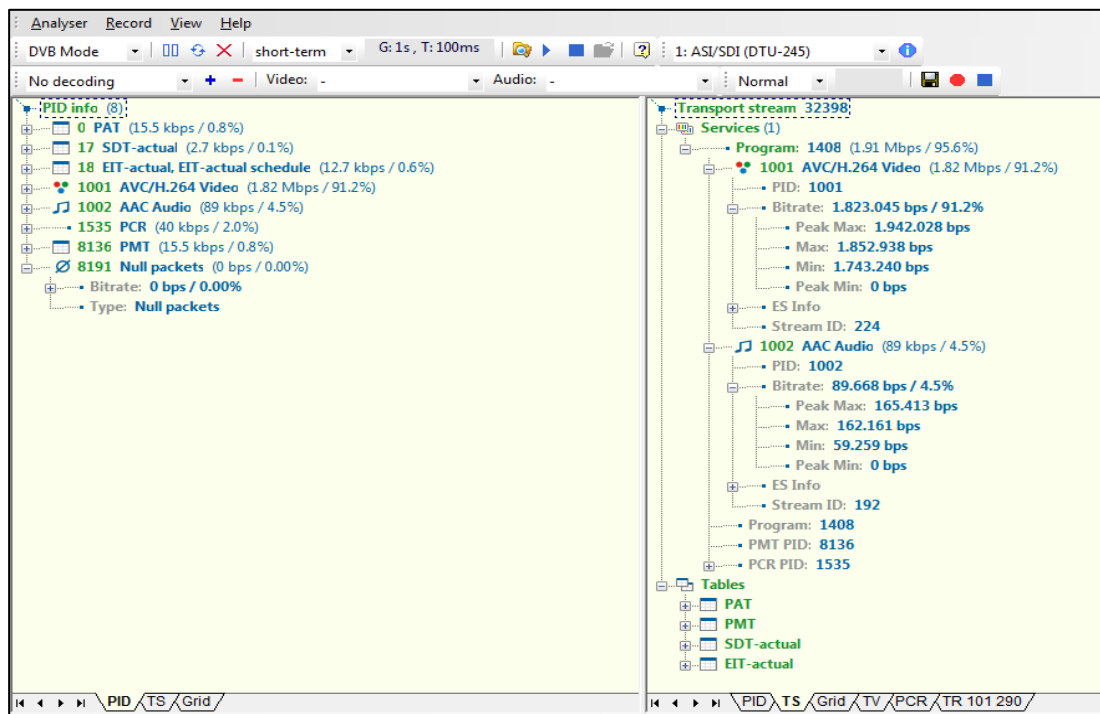 Analyser Record View Help
DVB Mode short-term G: 1s , T: 100ms 1: ASI/SDI (DTU-245)
No decoding Video: - Audio: - Normal
PID info (8)
0 PAT (15.5 kbps / 0.8%)
17 SDT-actual (2.7 kbps / 0.1%)
18 EIT-actual, EIT-actual schedule (12.7 kbps / 0.6%)
1001 AVC/H.264 Video (1.82 Mbps / 91.2%)
1002 AAC Audio (89 kbps / 4.5%)
1535 PCR (40 kbps / 2.0%)
8136 PMT (15.5 kbps / 0.8%)
8191 Null packets (0 bps / 0.00%)
Bitrate: 0 bps / 0.00%
Type: Null packets
PID TS Grid
Transport stream 32398
Services (1)
Program: 1408 (1.91 Mbps / 95.6%)
1001 AVC/H.264 Video (1.82 Mbps / 91.2%)
PID: 1001
Bitrate: 1.823.045 bps / 91.2%
Peak Max: 1.942.028 bps
Max: 1.852.938 bps
Min: 1.743.240 bps
Peak Min: 0 bps
ES Info
Stream ID: 224
1002 AAC Audio (89 kbps / 4.5%)
PID: 1002
Bitrate: 89.668 bps / 4.5%
Peak Max: 165.413 bps
Max: 162.161 bps
Min: 59.259 bps
Peak Min: 0 bps
ES Info
Stream ID: 192
Program: 1408
PMT PID: 8136
PCR PID: 1535
Tables
PAT
PMT
SDT-actual
EIT-actual
PID TS Grid TV PCR TR 101 290